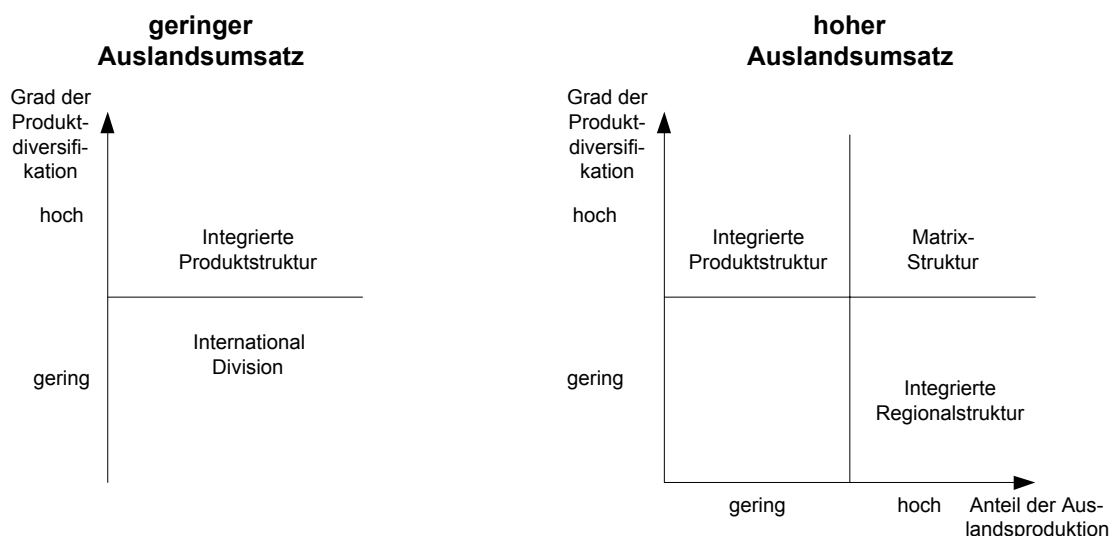 geringer
Auslandsumsatz
Grad der
Produkt-
diversifi-
kation
hoch
Integrierte
Produktstruktur
International
Division
gering
hoher
Auslandsumsatz
Grad der
Produkt-
diversifi-
kation
hoch
Integrierte
Produktstruktur
Matrix-
Struktur
gering
Integrierte
Regionalstruktur
gering
hoch
Anteil der Aus-
landsproduktion